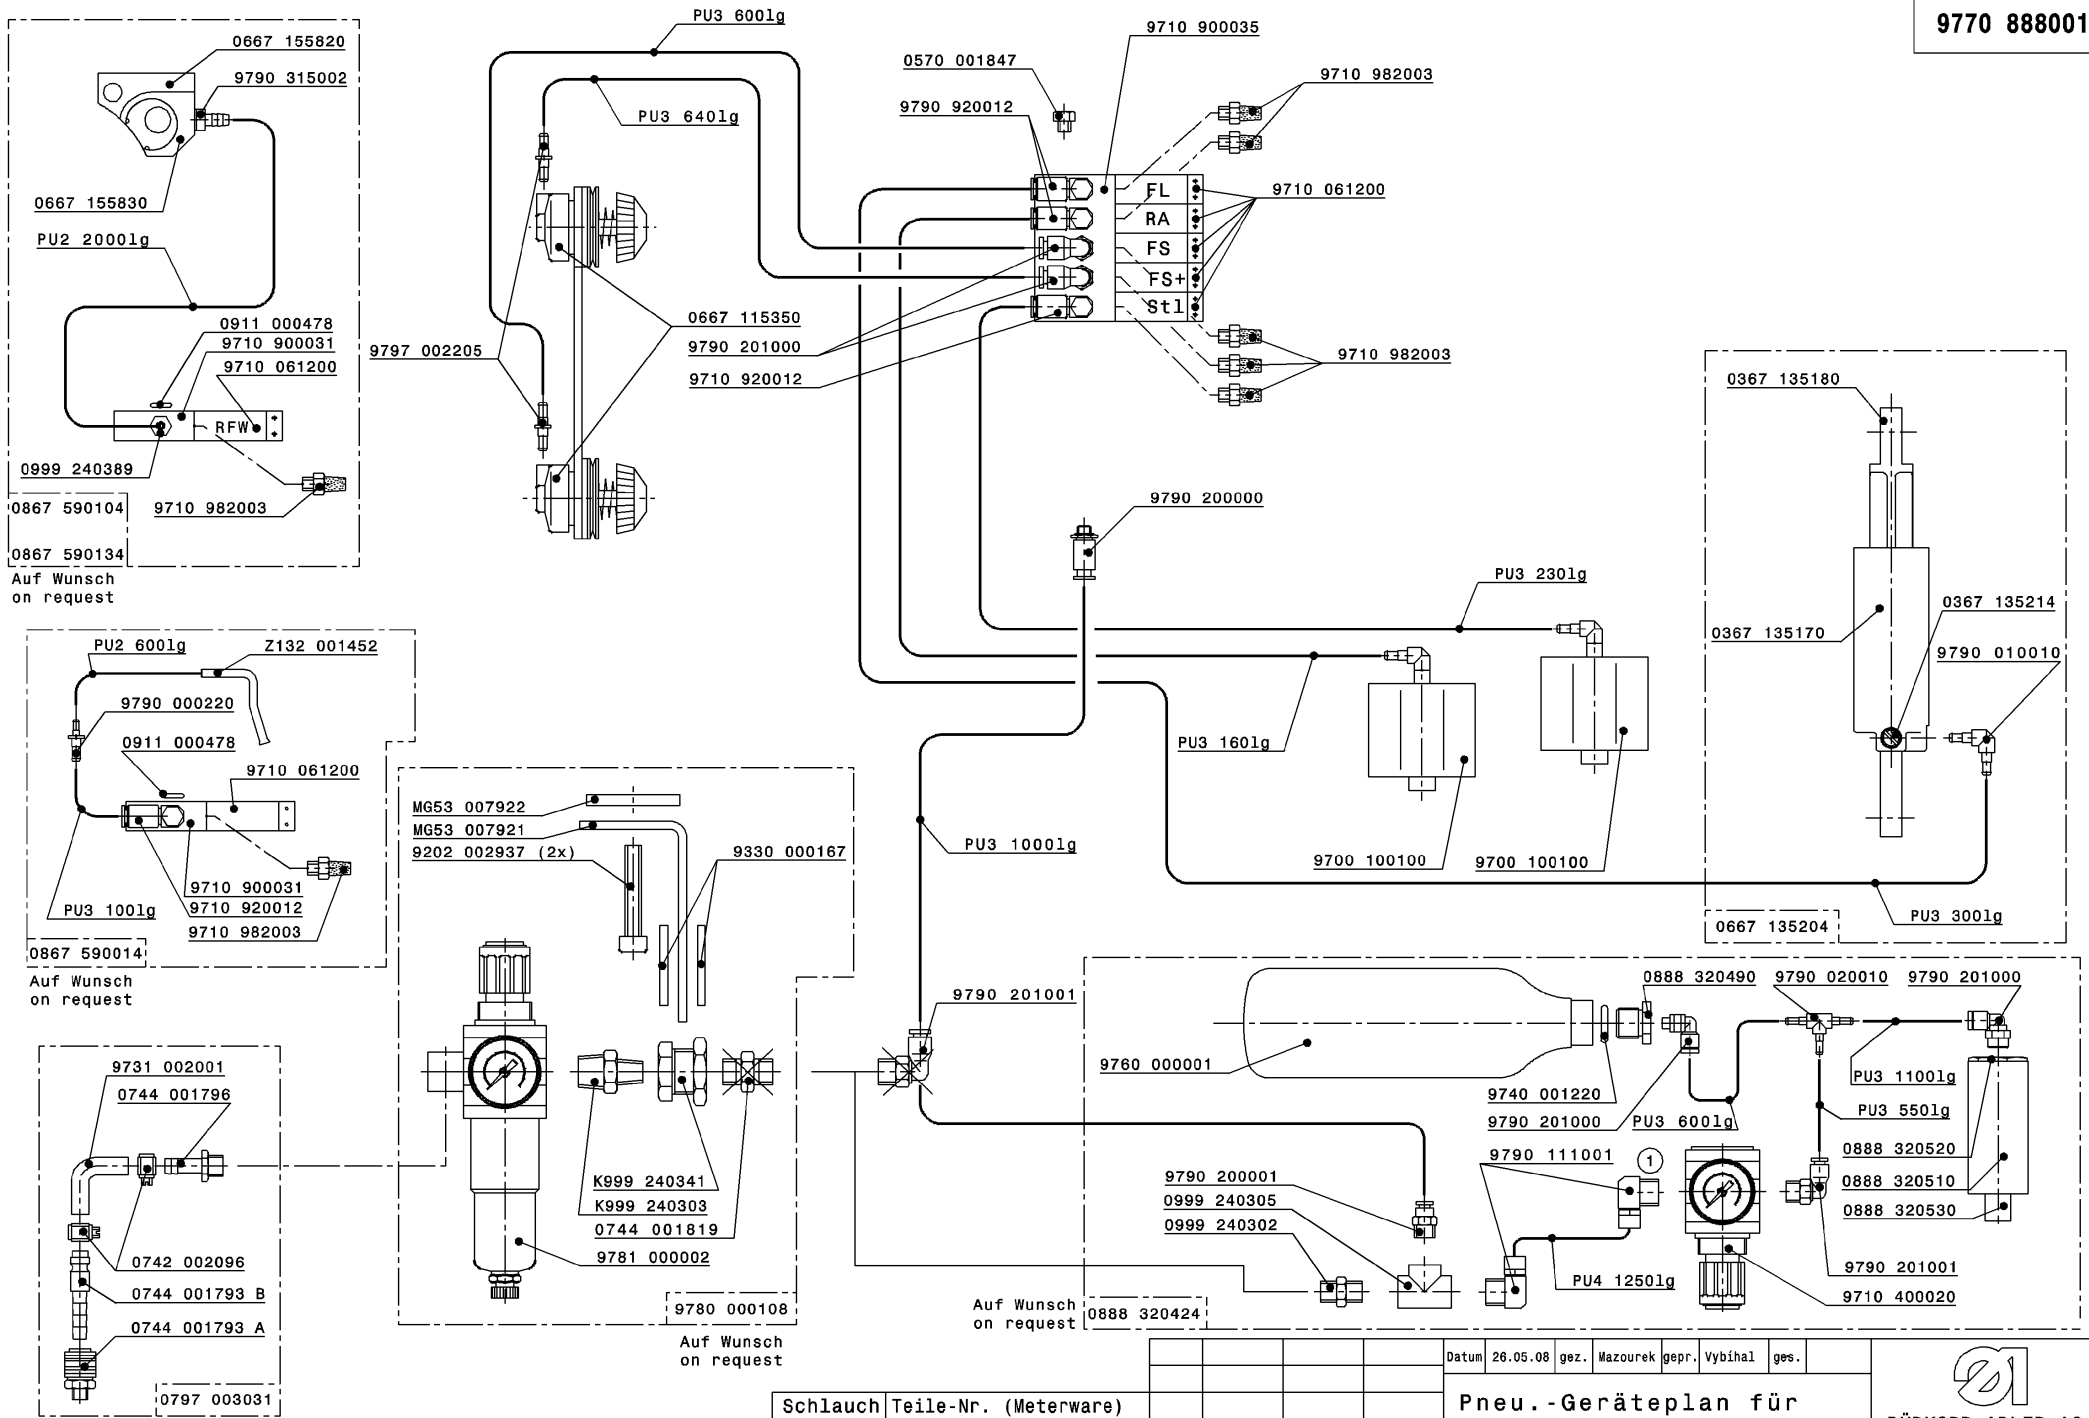 9770 888001
0667 155820
9790 315002
0667 155830
PU2 2000lg
0911 000478
9710 900031
9710 061200
RFW
0999 240389
9710 982003
0867 590104
0867 590134
Auf Wunsch
on request
PU3 600lg
PU3 640lg
9797 002205
0667 115350
9790 201000
9710 920012
0570 001847
9790 920012
9710 900035
9710 982003
FL
RA
FS
FS+
Stl
9710 061200
9710 982003
9790 200000
PU3 230lg
PU3 160lg
9700 100100
9700 100100
0367 135180
0367 135170
0367 135214
9790 010010
PU3 300lg
0667 135204
PU2 600lg
Z132 001452
9790 000220
0911 000478
9710 061200
9710 900031
9710 920012
9710 982003
PU3 100lg
0867 590014
Auf Wunsch
on request
MG53 007922
MG53 007921
9202 002937 (2x)
9330 000167
K999 240341
K999 240303
0744 001819
9781 000002
9780 000108
Auf Wunsch
on request
PU3 1000lg
9790 201001
9731 002001
0744 001796
0742 002096
0744 001793 B
0744 001793 A
0797 003031
9760 000001
0888 320490
9790 020010
9790 201000
9740 001220
9790 201000
PU3 600lg
PU3 1100lg
PU3 550lg
9790 111001
1
0888 320520
0888 320510
0888 320530
9790 200001
0999 240305
0999 240302
PU4 1250lg
9790 201001
9710 400020
Auf Wunsch
on request
0888 320424
Datum 26.05.08 gez. Mazourek gepr. Vybíhal ges.
Schlauch Teile-Nr. (Meterware)
Pneu.-Geräteplan für
DÜRKOPP ADLER AG